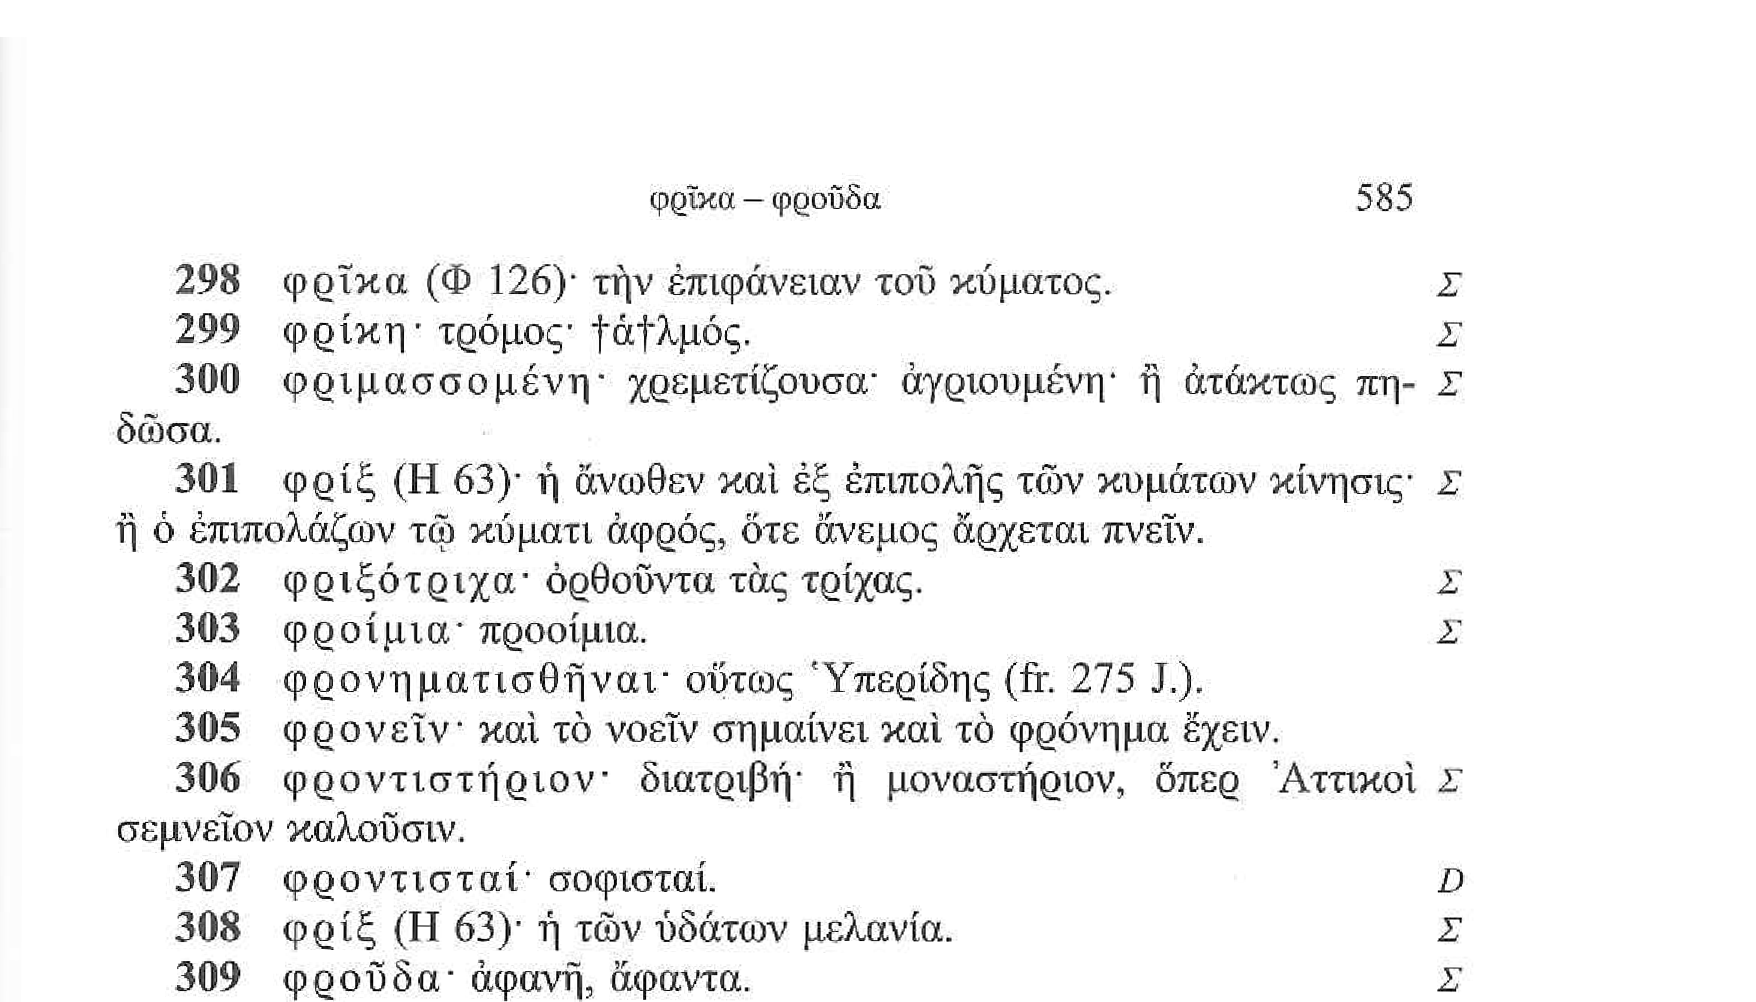 φρῖκα – φροῦδα 585
298 φρῖκα (Φ 126)· τὴν ἐπιφάνειαν τοῦ κύματος. Σ
299 φρίκη· τρόμος· †ἁ†λμός. Σ
300 φριμασσομένη· χρεμετίζουσα· ἀγριουμένη· ἢ ἀτάκτως πη- Σ
δῶσα.
301 φρίξ (Η 63)· ἡ ἄνωθεν καὶ ἐξ ἐπιπολῆς τῶν κυμάτων κίνησις· Σ
ἢ ὁ ἐπιπολάζων τῷ κύματι ἀφρός, ὅτε ἄνεμος ἄρχεται πνεῖν.
302 φριξότριχα· ὀρθοῦντα τὰς τρίχας. Σ
303 φροίμια· προοίμια. Σ
304 φρονηματισθῆναι· οὕτως Ὑπερίδης (fr. 275 J.).
305 φρονεῖν· καὶ τὸ νοεῖν σημαίνει καὶ τὸ φρόνημα ἔχειν.
306 φροντιστήριον· διατριβή· ἢ μοναστήριον, ὅπερ Ἀττικοὶ Σ
σεμνεῖον καλοῦσιν.
307 φροντισταί· σοφισταί. D
308 φρίξ (Η 63)· ἡ τῶν ὑδάτων μελανία. Σ
309 φροῦδα· ἀφανῆ, ἄφαντα. Σ